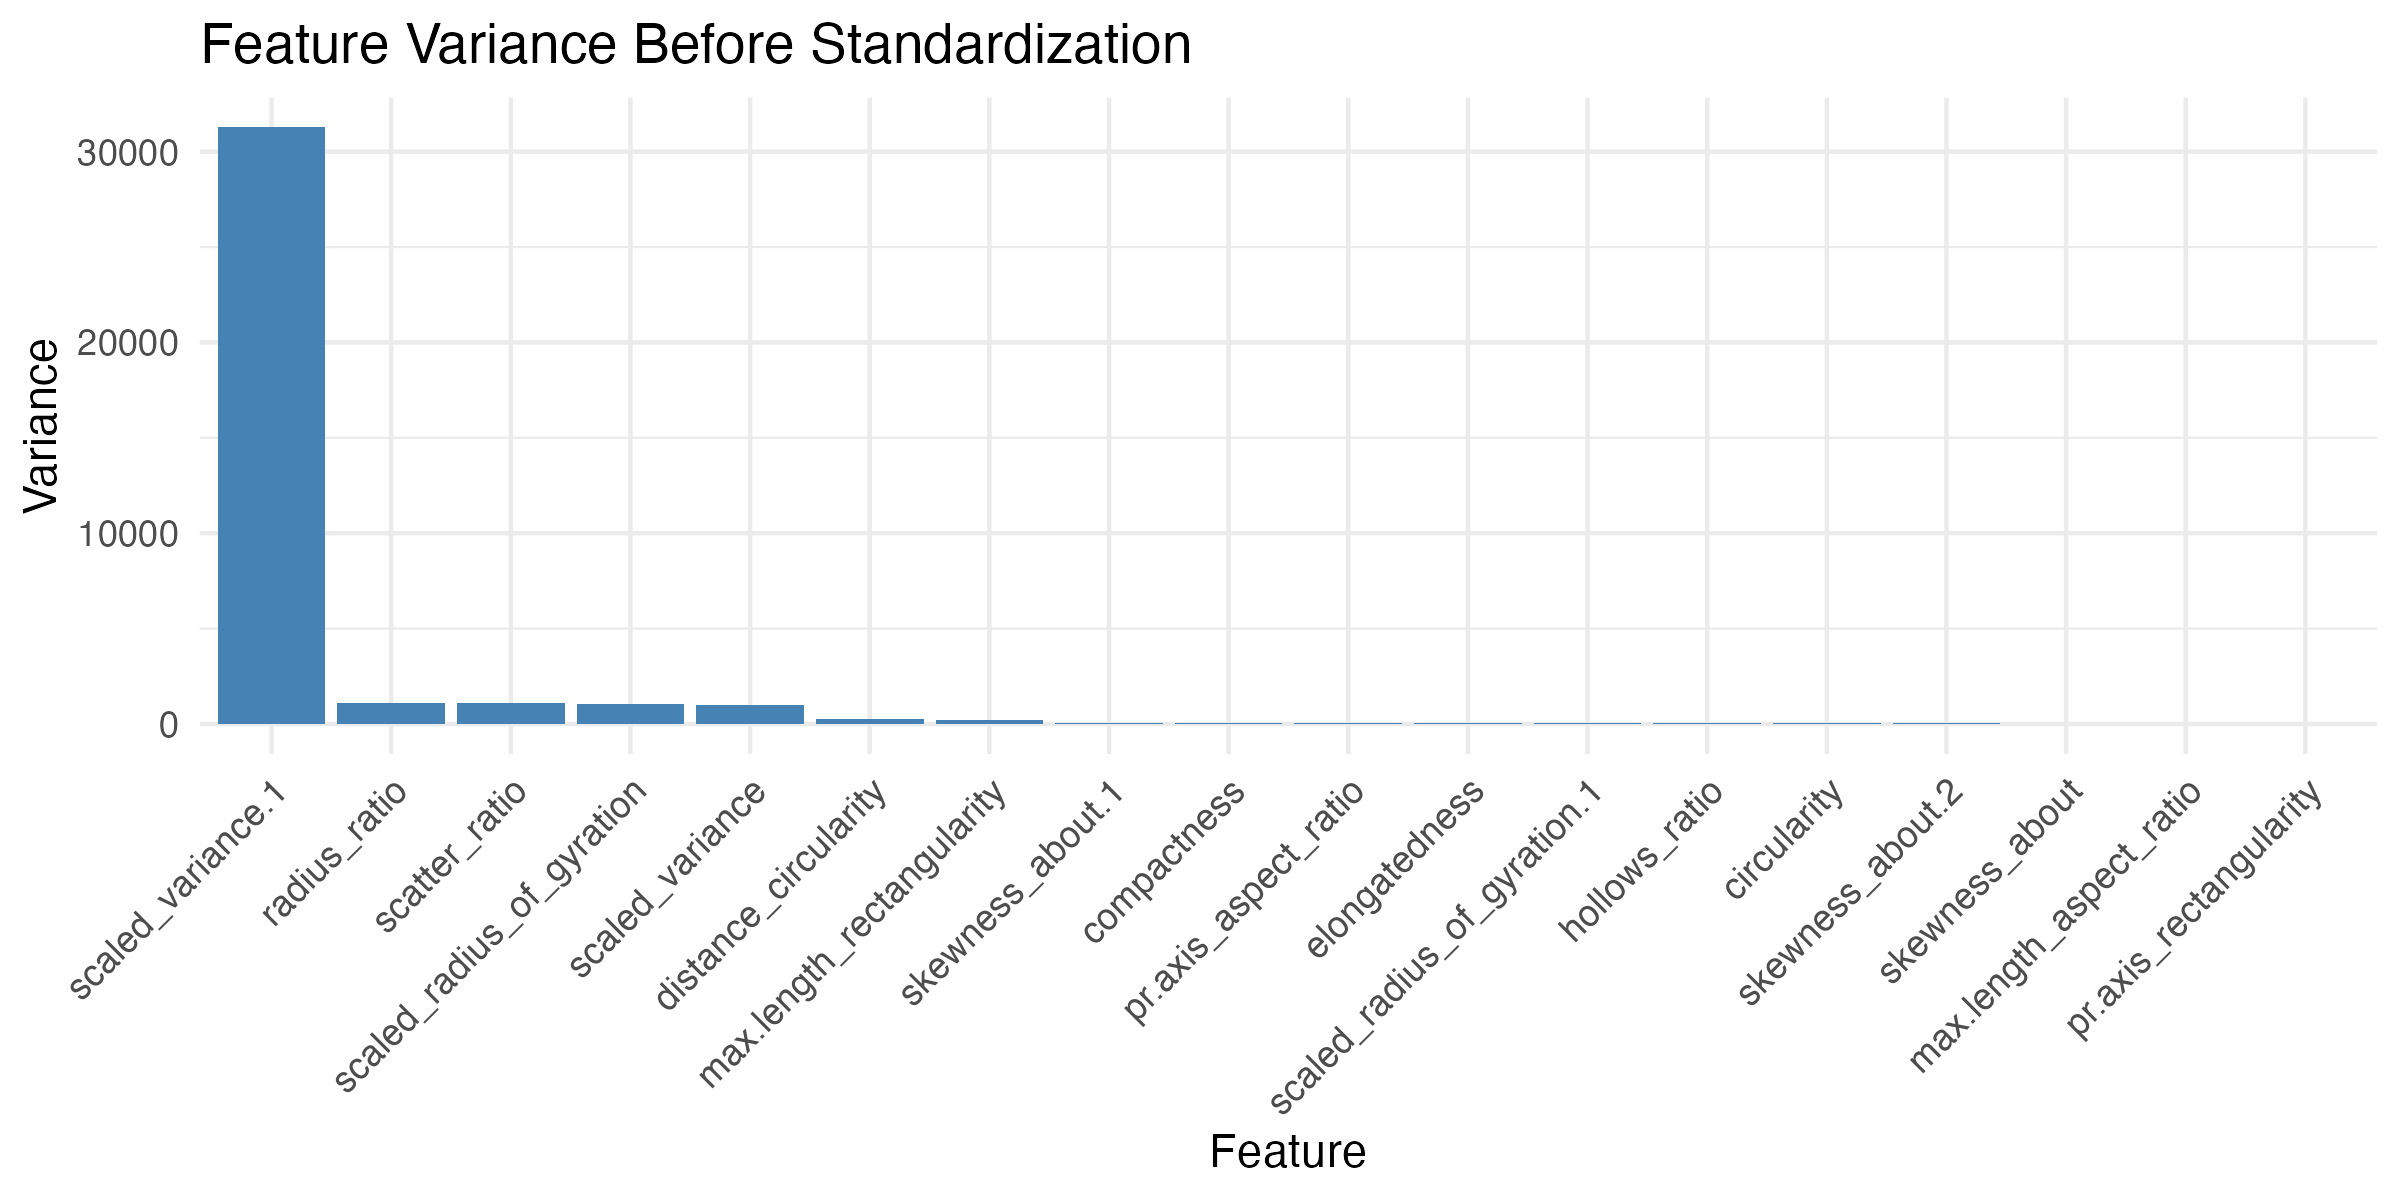 Feature Variance Before Standardization
Variance
30000
20000
10000
0
scaled_variance.1
radius_ratio
scatter_ratio
scaled_radius_of_gyration
scaled_variance
distance_circularity
max.length_rectangularity
skewness_about.1
compactness
pr.axis_aspect_ratio
elongatedness
scaled_radius_of_gyration.1
hollows_ratio
circularity
skewness_about.2
skewness_about
max.length_aspect_ratio
pr.axis_rectangularity
Feature